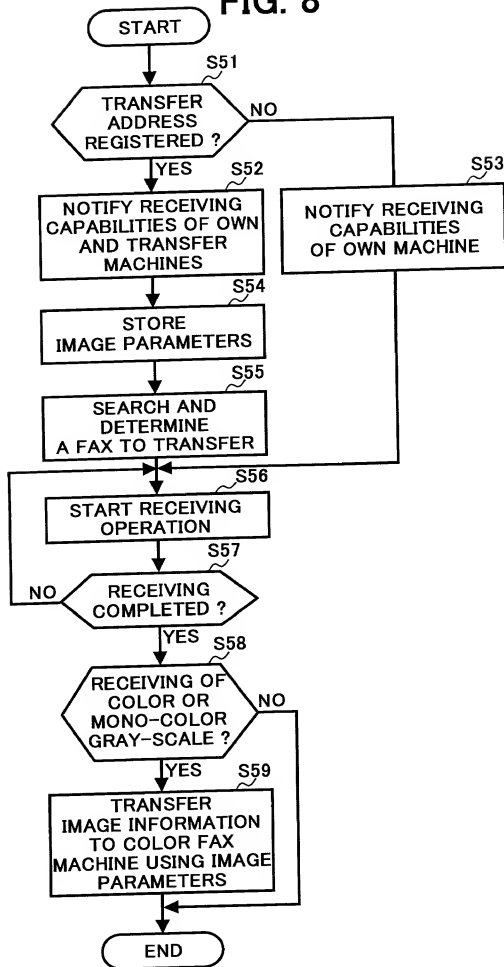 FIG. 8
START
S51
TRANSFER
ADDRESS
REGISTERED ?
NO
YES
S52
NOTIFY RECEIVING
CAPABILITIES OF OWN
AND TRANSFER
MACHINES
S53
NOTIFY RECEIVING
CAPABILITIES
OF OWN MACHINE
S54
STORE
IMAGE PARAMETERS
S55
SEARCH AND
DETERMINE
A FAX TO TRANSFER
S56
START RECEIVING
OPERATION
S57
NO
RECEIVING
COMPLETED ?
YES
S58
RECEIVING OF
COLOR OR
MONO-COLOR
GRAY-SCALE ?
NO
YES
S59
TRANSFER
IMAGE INFORMATION
TO COLOR FAX
MACHINE USING IMAGE
PARAMETERS
END